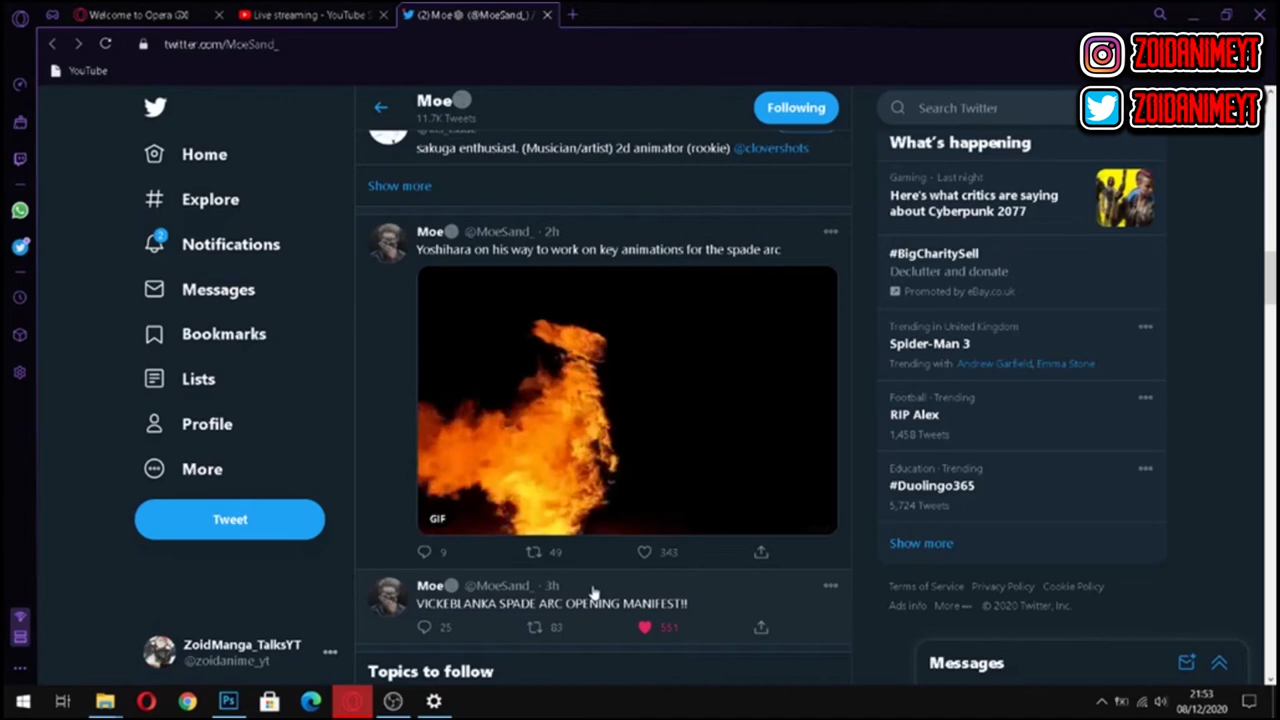 Welcome to Opera GX
Live streaming - YouTube S
(2) Moe (@MoeSand_) /
twitter.com/MoeSand_
YouTube
ZOIDANIMEYT
ZOIDANIMEYT
Home
Explore
2
Notifications
Messages
Bookmarks
Lists
Profile
More
Tweet
ZoidManga_TalksYT
@zoidanime_yt
Moe
11.7K Tweets
Following
sakuga enthusiast. (Musician/artist) 2d animator (rookie) @clovershots
Show more
Moe @MoeSand_ · 2h
Yoshihara on his way to work on key animations for the spade arc
GIF
9 49 343
Moe @MoeSand_ · 3h
VICKEBLANKA SPADE ARC OPENING MANIFEST!!
25 83 551
Topics to follow
Search Twitter
What's happening
Gaming · Last night
Here's what critics are saying
about Cyberpunk 2077
#BigCharitySell
Declutter and donate
Promoted by eBay.co.uk
Trending in United Kingdom
Spider-Man 3
Trending with Andrew Garfield, Emma Stone
Football · Trending
RIP Alex
1,458 Tweets
Education · Trending
#Duolingo365
5,724 Tweets
Show more
Terms of Service Privacy Policy Cookie Policy
Ads info More © 2020 Twitter, Inc.
Messages
Ps
21:53
08/12/2020